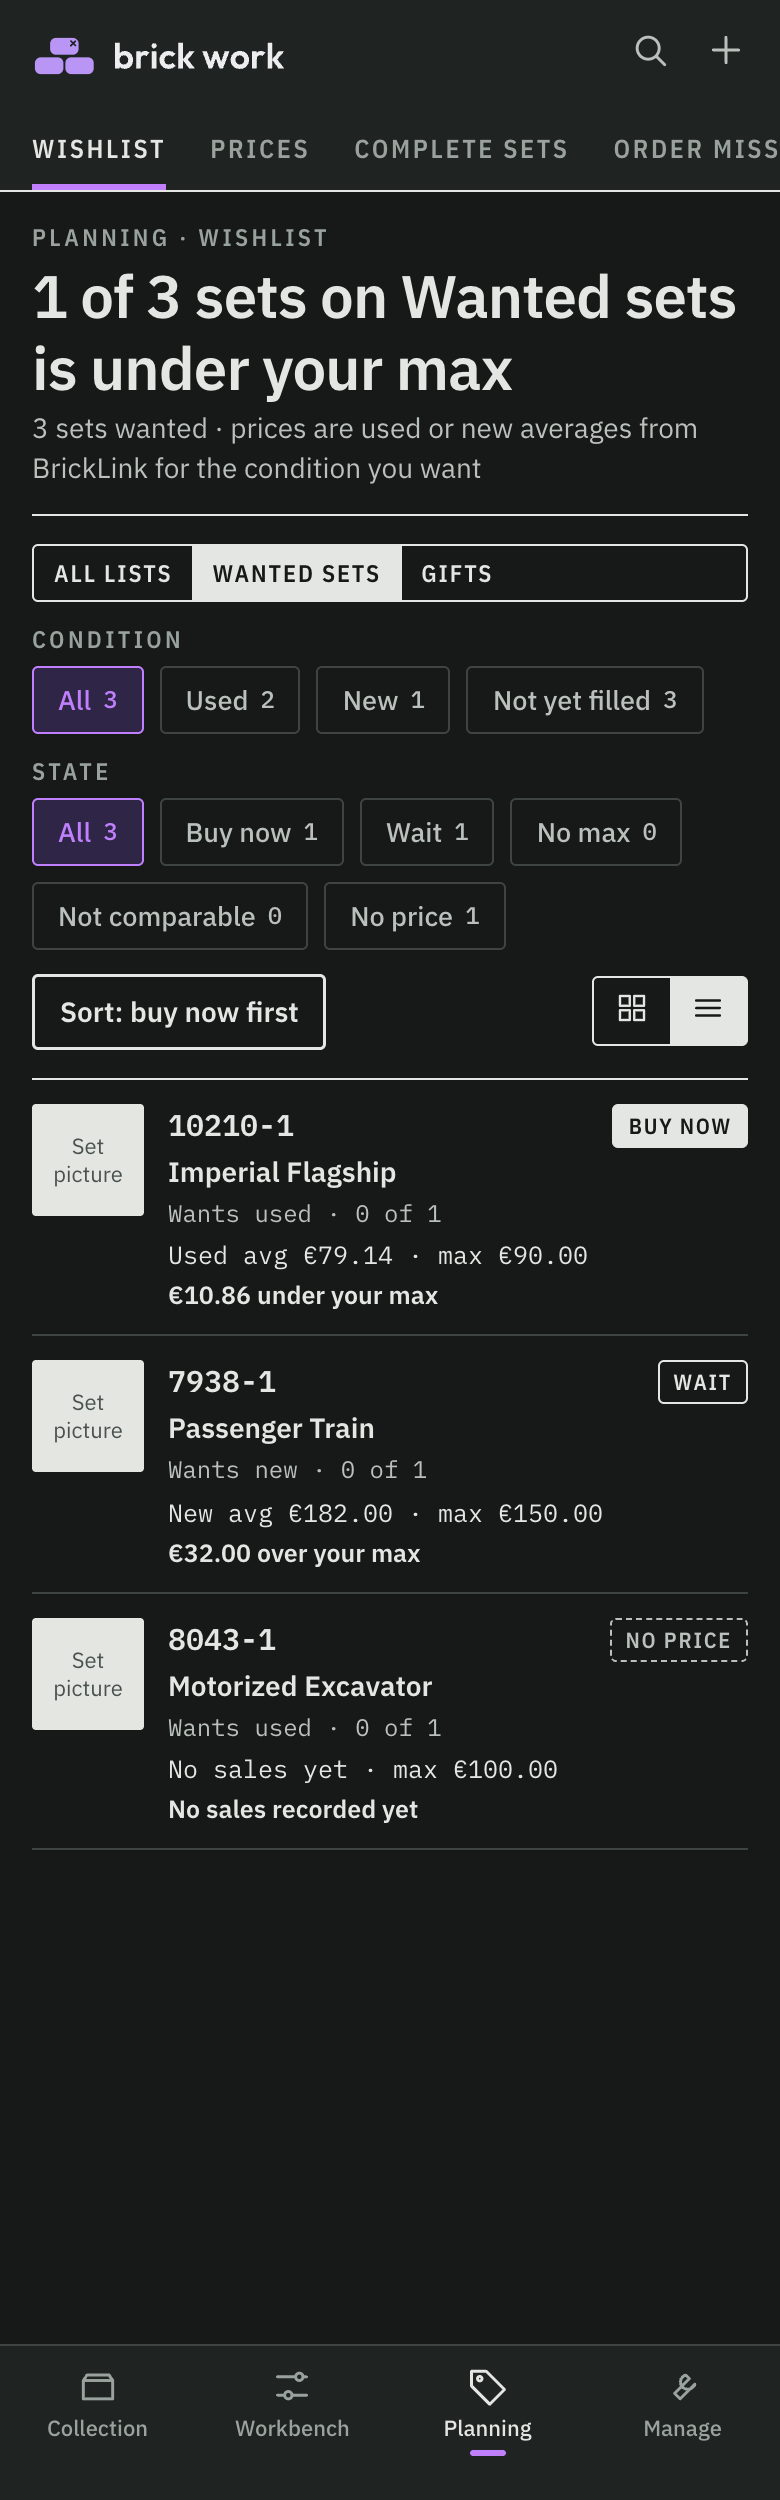 brick work
WISHLIST PRICES COMPLETE SETS ORDER MISS
PLANNING · WISHLIST
1 of 3 sets on Wanted sets
is under your max
3 sets wanted · prices are used or new averages from
BrickLink for the condition you want
ALL LISTS WANTED SETS GIFTS
CONDITION
All 3 Used 2 New 1 Not yet filled 3
STATE
All 3 Buy now 1 Wait 1 No max 0
Not comparable 0 No price 1
Sort: buy now first
Set
picture
10210-1 BUY NOW
Imperial Flagship
Wants used · 0 of 1
Used avg €79.14 · max €90.00
€10.86 under your max
Set
picture
7938-1 WAIT
Passenger Train
Wants new · 0 of 1
New avg €182.00 · max €150.00
€32.00 over your max
Set
picture
8043-1 NO PRICE
Motorized Excavator
Wants used · 0 of 1
No sales yet · max €100.00
No sales recorded yet
Collection Workbench Planning Manage